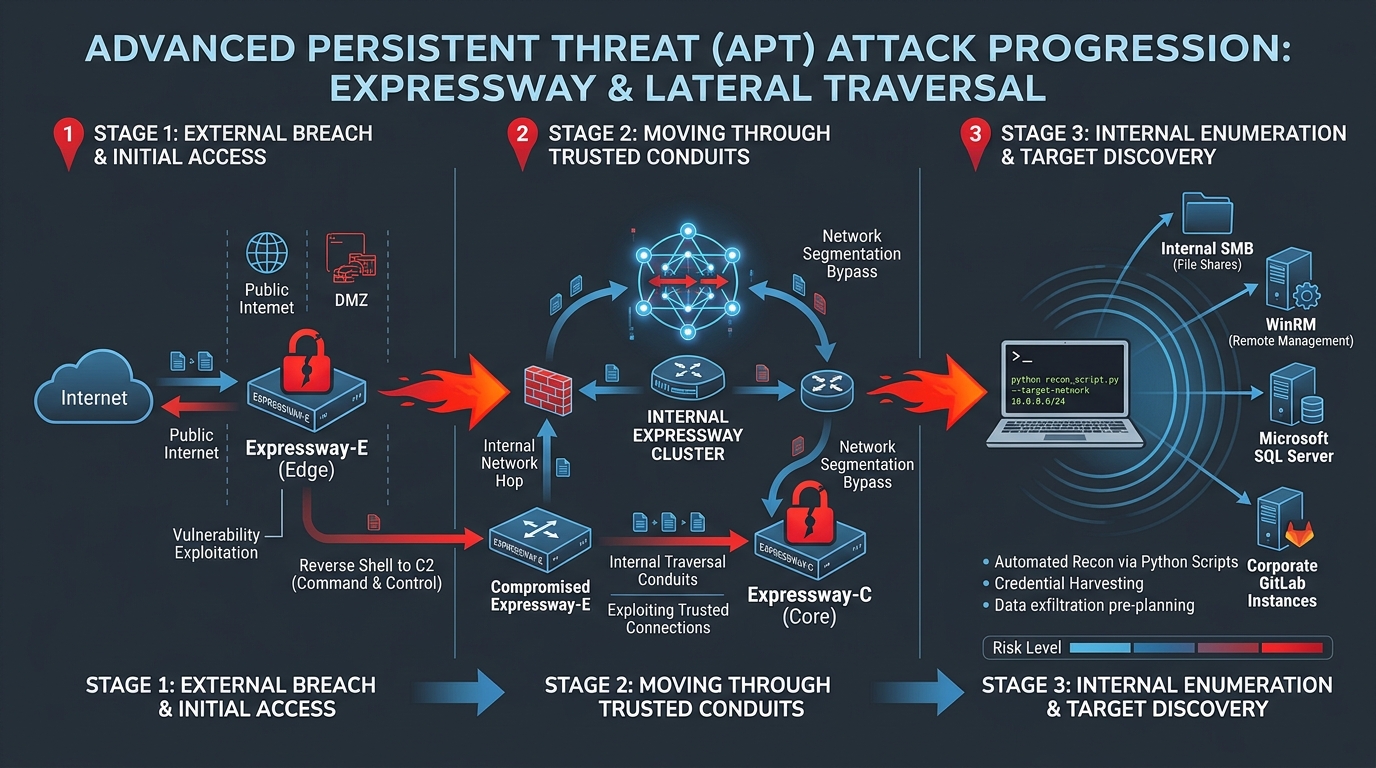 ADVANCED PERSISTENT THREAT (APT) ATTACK PROGRESSION:
EXPRESSWAY & LATERAL TRAVERSAL
1
STAGE 1: EXTERNAL BREACH
& INITIAL ACCESS
2
STAGE 2: MOVING THROUGH
TRUSTED CONDUITS
3
STAGE 3: INTERNAL ENUMERATION
& TARGET DISCOVERY
Public
Internet
DMZ
Internet
Public
Internet
Expressway-E
(Edge)
Vulnerability
Exploitation
Reverse Shell to C2
(Command & Control)
Network
Segmentation
Bypass
INTERNAL
EXPRESSWAY
CLUSTER
Internal
Network
Hop
Network
Segmentation
Bypass
Compromised
Expressway-E
Internal Traversal
Conduits
Exploiting Trusted
Connections
EXPRESSWAY-C
Expressway-C
(Core)
Internal SMB
(File Shares)
WinRM
(Remote Management)
>_
python recon_script.py
--target-network
10.0.8.6/24
Microsoft
SQL Server
Corporate
GitLab
Instances
• Automated Recon via Python Scripts
• Credential Harvesting
• Data exfiltration pre-planning
Risk Level
STAGE 1: EXTERNAL BREACH
& INITIAL ACCESS
STAGE 2: MOVING THROUGH
TRUSTED CONDUITS
STAGE 3: INTERNAL ENUMERATION
& TARGET DISCOVERY